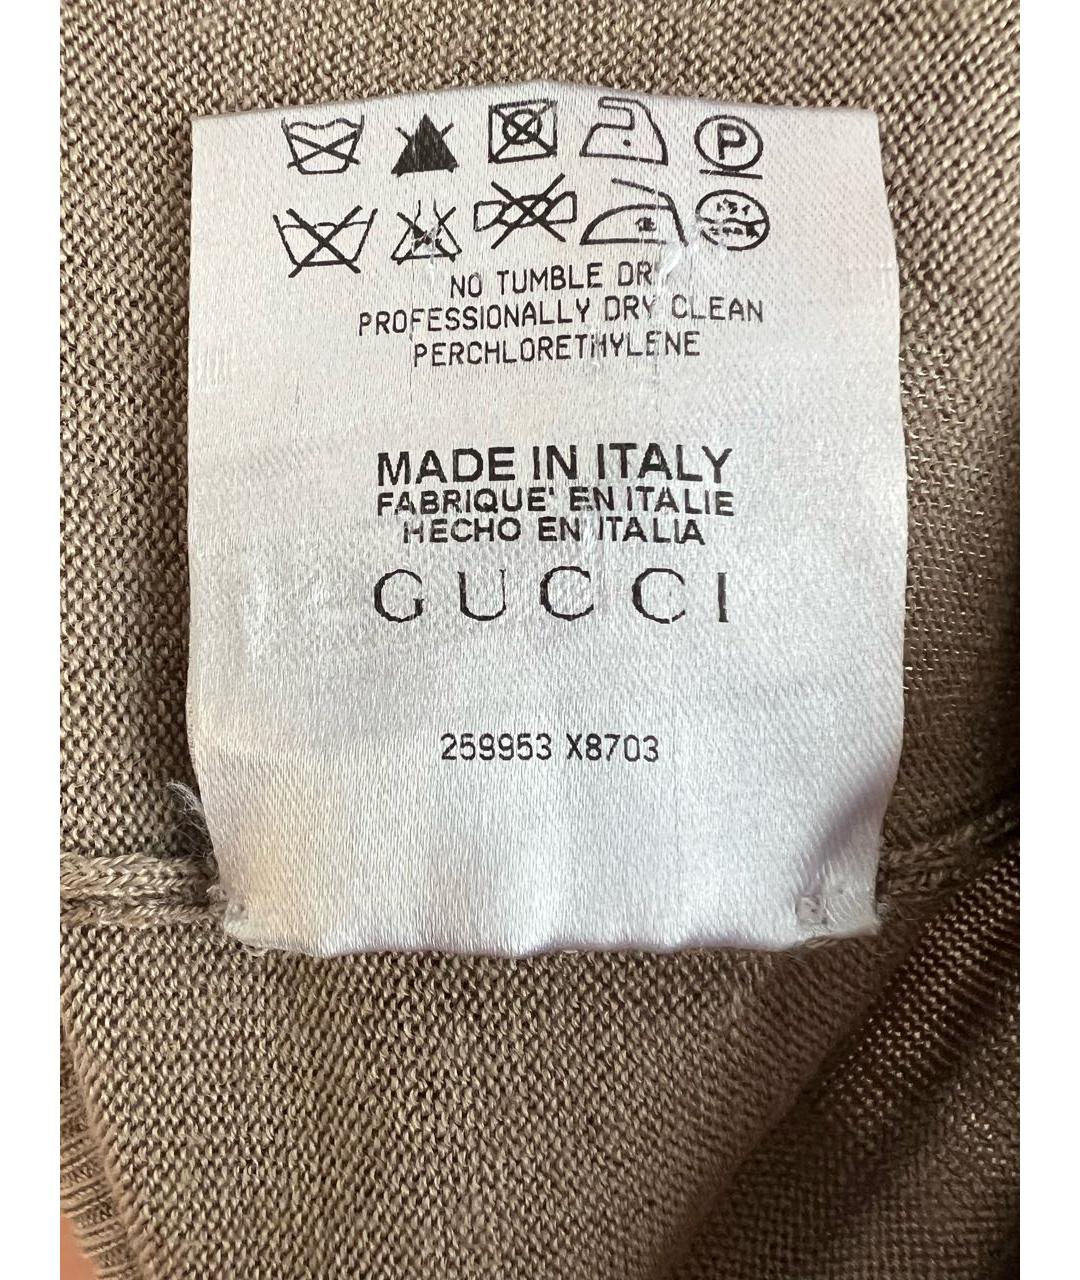 P
NO TUMBLE DRY
PROFESSIONALLY DRY CLEAN
PERCHLORETHYLENE
MADE IN ITALY
FABRIQUE' EN ITALIE
HECHO EN ITALIA
GUCCI
259953 X8703